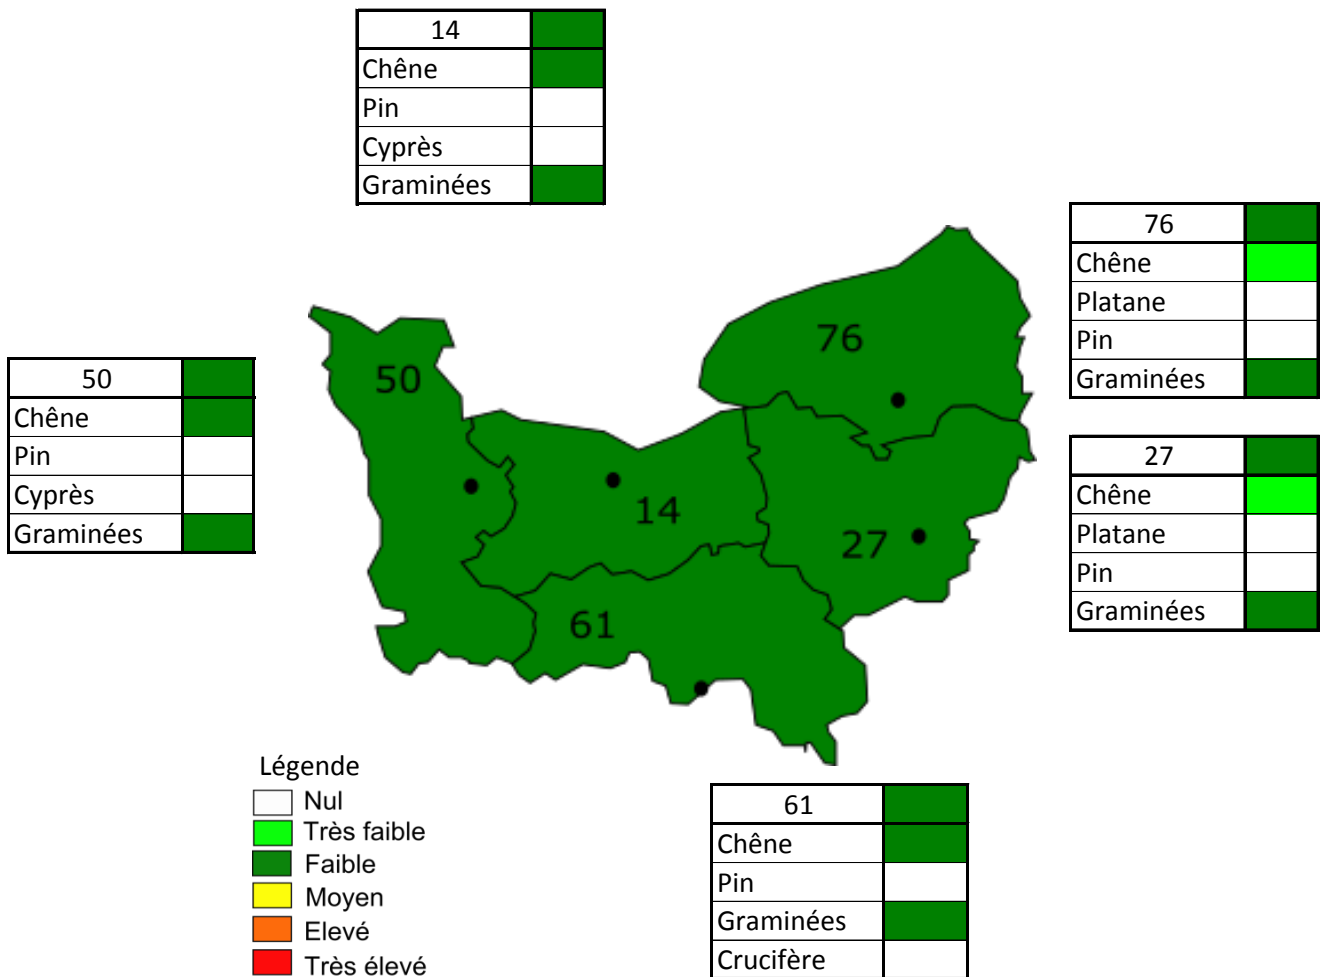 14
Chêne
Pin
Cyprès
Graminées
76
Chêne
Platane
Pin
Graminées
50
Chêne
Pin
Cyprès
Graminées
27
Chêne
Platane
Pin
Graminées
76
50
14
27
61
Légende
Nul
Très faible
Faible
Moyen
Elevé
Très élevé
61
Chêne
Pin
Graminées
Crucifère